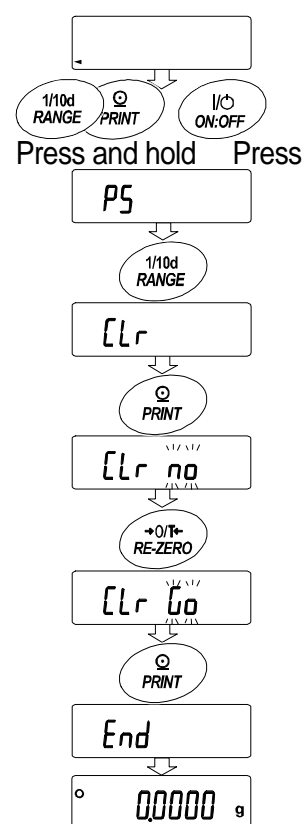 1/10d
RANGE
PRINT
I/
ON:OFF
Press and hold Press
PS
1/10d
RANGE
CLr
PRINT
CLr no
→0/T←
RE-ZERO
CLr Go
PRINT
End
0.0000 g